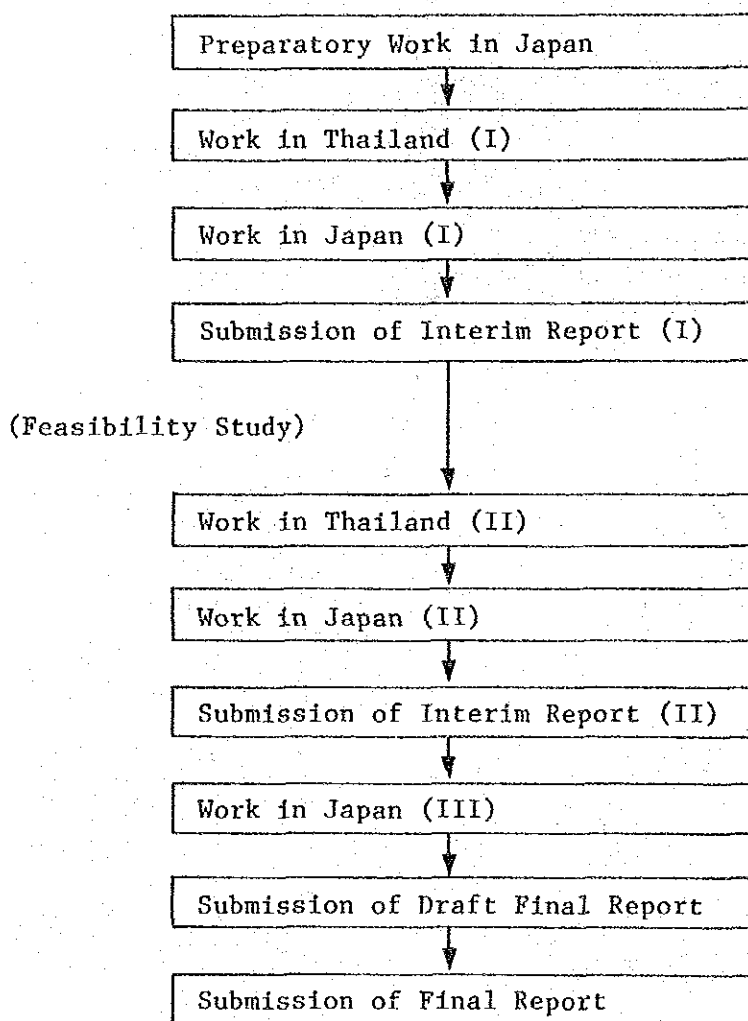 Preparatory Work in Japan
Work in Thailand (I)
Work in Japan (I)
Submission of Interim Report (I)
(Feasibility Study)
Work in Thailand (II)
Work in Japan (II)
Submission of Interim Report (II)
Work in Japan (III)
Submission of Draft Final Report
Submission of Final Report